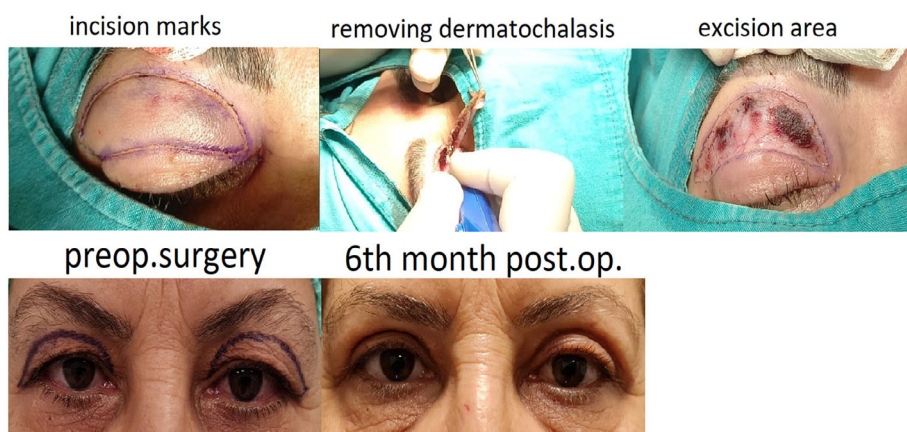 incision marks
removing dermatochalasis
excision area
preop.surgery
6th month post.op.